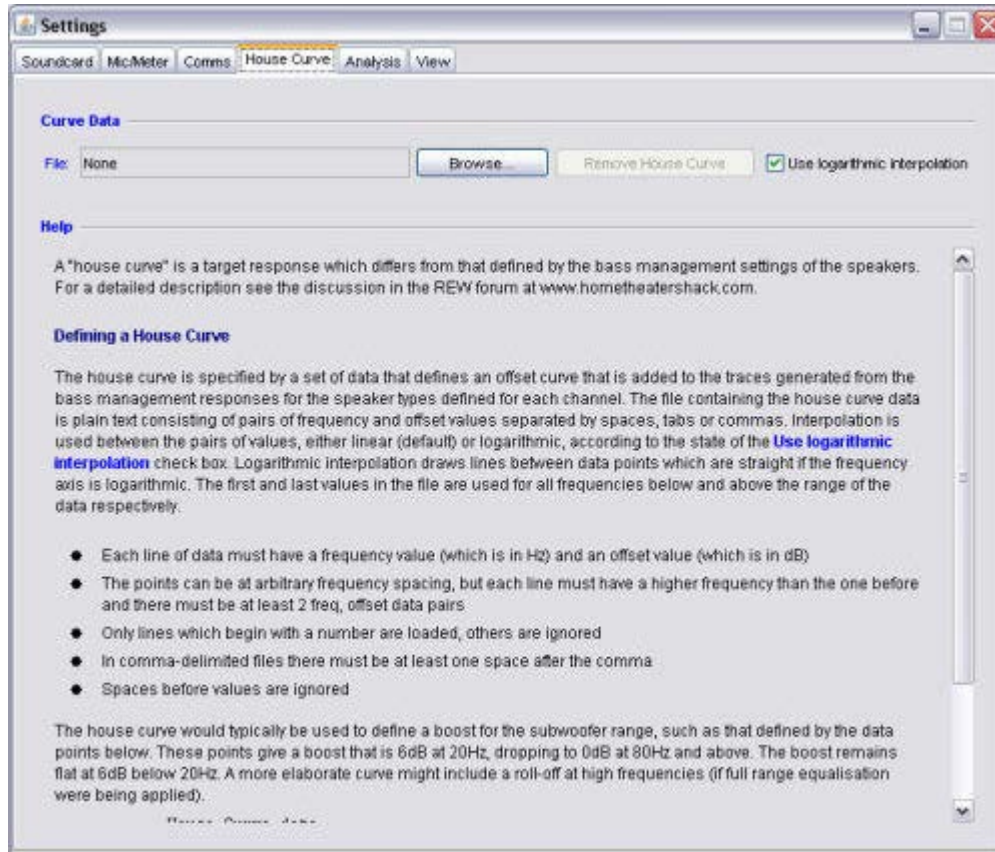 Settings
Soundcard Mic/Meter Comms House Curve Analysis View
Curve Data
File: None Browse... Remove House Curve Use logarithmic interpolation
Help
A "house curve" is a target response which differs from that defined by the bass management settings of the speakers.
For a detailed description see the discussion in the REW forum at www.hometheatershack.com.
Defining a House Curve
The house curve is specified by a set of data that defines an offset curve that is added to the traces generated from the
bass management responses for the speaker types defined for each channel. The file containing the house curve data
is plain text consisting of pairs of frequency and offset values separated by spaces, tabs or commas. Interpolation is
used between the pairs of values, either linear (default) or logarithmic, according to the state of the Use logarithmic
interpolation check box. Logarithmic interpolation draws lines between data points which are straight if the frequency
axis is logarithmic. The first and last values in the file are used for all frequencies below and above the range of the
data respectively.
● Each line of data must have a frequency value (which is in Hz) and an offset value (which is in dB)
● The points can be at arbitrary frequency spacing, but each line must have a higher frequency than the one before
and there must be at least 2 freq, offset data pairs
● Only lines which begin with a number are loaded, others are ignored
● In comma-delimited files there must be at least one space after the comma
● Spaces before values are ignored
The house curve would typically be used to define a boost for the subwoofer range, such as that defined by the data
points below. These points give a boost that is 6dB at 20Hz, dropping to 0dB at 80Hz and above. The boost remains
flat at 6dB below 20Hz. A more elaborate curve might include a roll-off at high frequencies (if full range equalisation
were being applied).